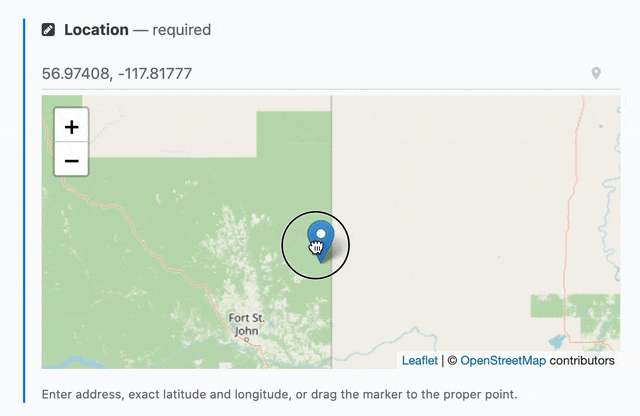 Location — required
56.97408, -117.81777
+
−
Fort St.
John
Leaflet | © OpenStreetMap contributors
Enter address, exact latitude and longitude, or drag the marker to the proper point.